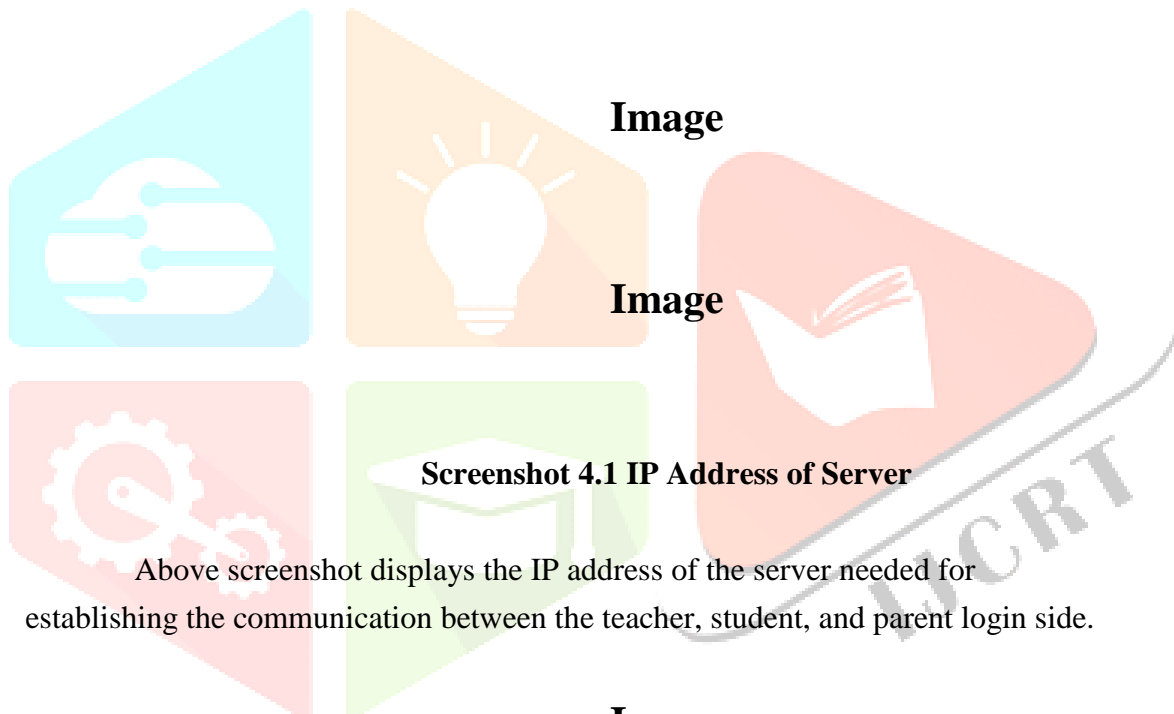 Image
Image
Screenshot 4.1 IP Address of Server
Above screenshot displays the IP address of the server needed for
establishing the communication between the teacher, student, and parent login side.
IJCRT